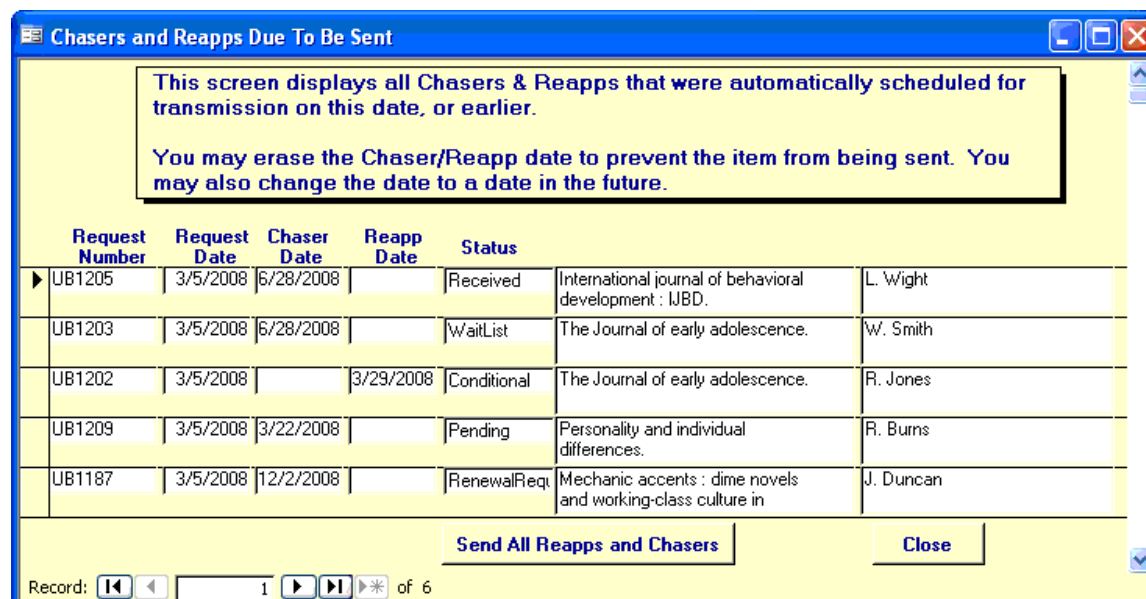 Chasers and Reapps Due To Be Sent
This screen displays all Chasers & Reapps that were automatically scheduled for
transmission on this date, or earlier.
You may erase the Chaser/Reapp date to prevent the item from being sent. You
may also change the date to a date in the future.
Request Number Request Date Chaser Date Reapp Date Status
UB1205 3/5/2008 6/28/2008 Received International journal of behavioral L. Wight
development : IJBD.
UB1203 3/5/2008 6/28/2008 WaitList The Journal of early adolescence. W. Smith
UB1202 3/5/2008 3/29/2008 Conditional The Journal of early adolescence. R. Jones
UB1209 3/5/2008 3/22/2008 Pending Personality and individual R. Burns
differences.
UB1187 3/5/2008 12/2/2008 RenewalRequ Mechanic accents : dime novels J. Duncan
and working-class culture in
Send All Reapps and Chasers Close
Record: 1 of 6